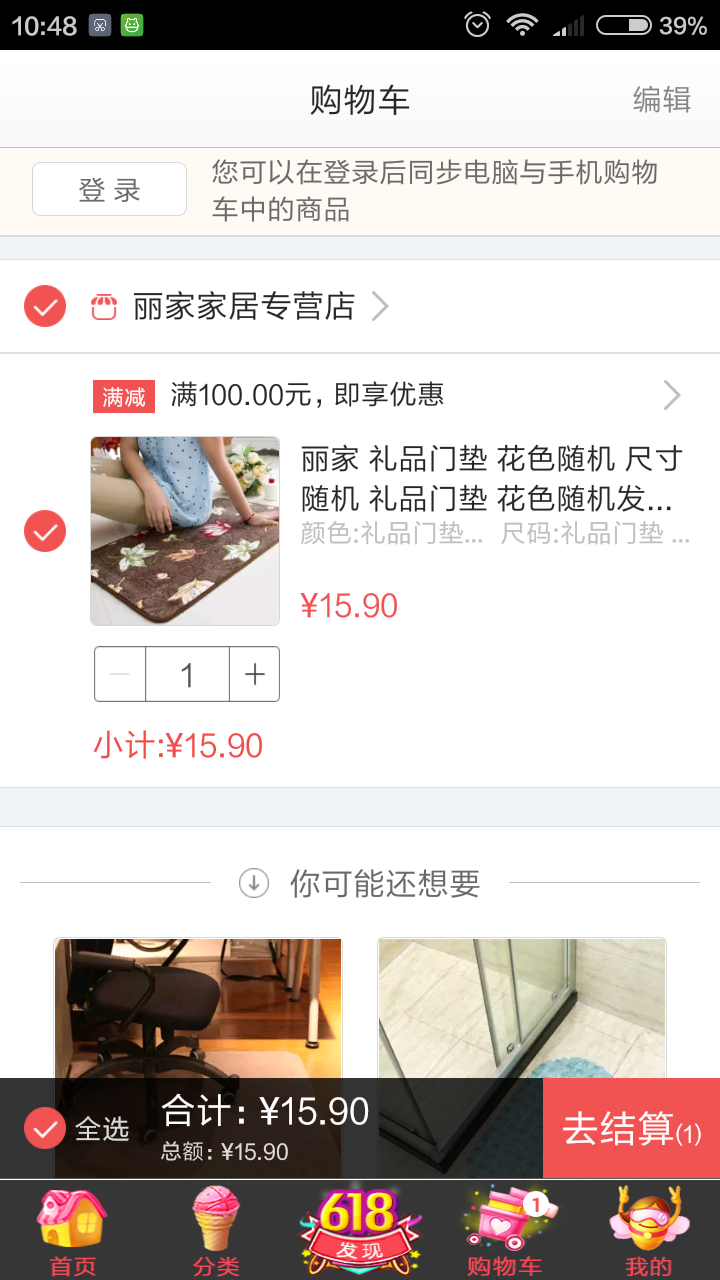 10:48
39%
购物车
编辑
登录
您可以在登录后同步电脑与手机购物
车中的商品
丽家家居专营店
满减 满100.00元，即享优惠
丽家 礼品门垫 花色随机 尺寸
随机 礼品门垫 花色随机发...
颜色:礼品门垫... 尺码:礼品门垫 ...
¥15.90
1
小计:¥15.90
你可能还想要
全选
合计：¥15.90
总额：¥15.90
去结算(1)
618
发现
1
首页
分类
购物车
我的